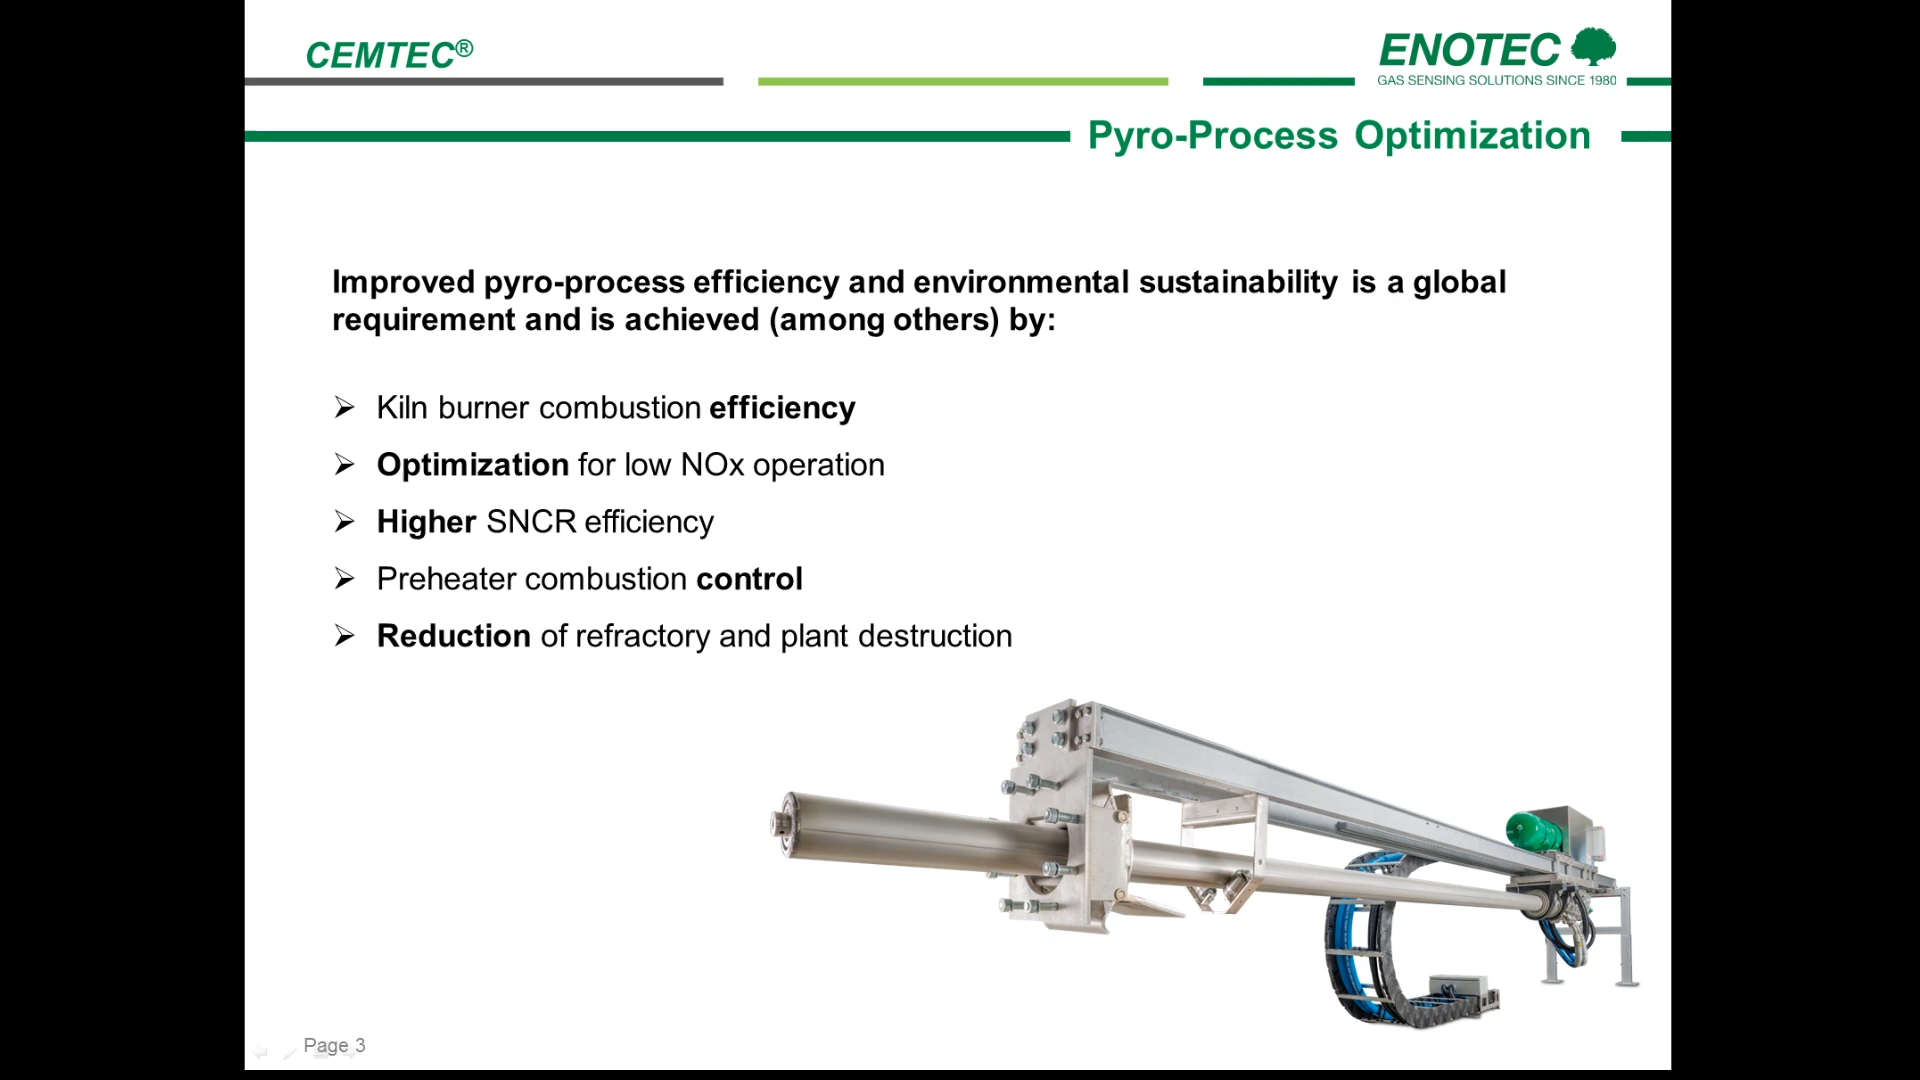 CEMTEC®
ENOTEC
GAS SENSING SOLUTIONS SINCE 1980
Pyro-Process Optimization
Improved pyro-process efficiency and environmental sustainability is a global
requirement and is achieved (among others) by:
➢ Kiln burner combustion efficiency
➢ Optimization for low NOx operation
➢ Higher SNCR efficiency
➢ Preheater combustion control
➢ Reduction of refractory and plant destruction
Page 3